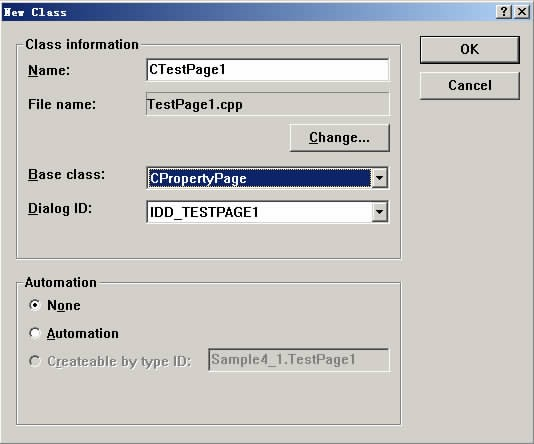 New Class
Class information
Name:
CTestPage1
OK
File name:
TestPage1.cpp
Cancel
Change...
Base class:
CPropertyPage
Dialog ID:
IDD_TESTPAGE1
Automation
None
Automation
Createable by type ID:
Sample4_1.TestPage1